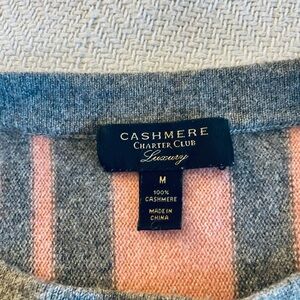 CASHMERE
CHARTER CLUB
Luxury
M
100%
CASHMERE
MADE IN
CHINA